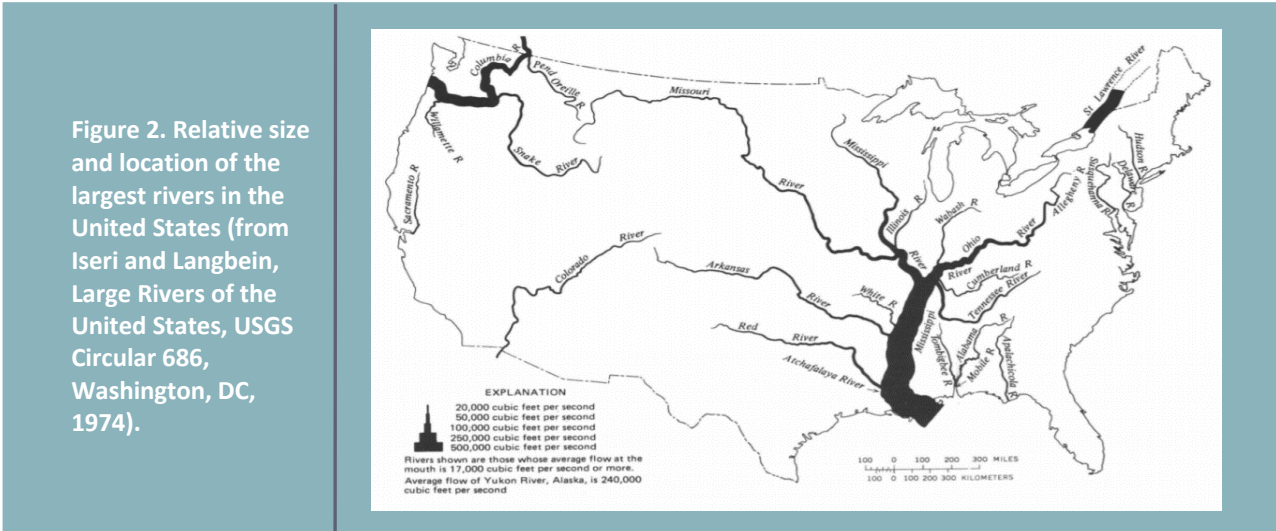 Figure 2. Relative size
and location of the
largest rivers in the
United States (from
Iseri and Langbein,
Large Rivers of the
United States, USGS
Circular 686,
Washington, DC,
1974).
Columbia R
Pend Oreille R
Willamette R
Snake River
Sacramento R
Missouri River
Mississippi River
Illinois R
Wabash R
Ohio River
Allegheny R
St Lawrence River
Hudson R
Delaware R
Susquehanna R
Cumberland R
Tennessee River
Colorado River
Arkansas River
White R
Red River
Mississippi
Atchafalaya River
Tombigbee R
Alabama R
Mobile R
Apalachicola R
River
EXPLANATION
20,000 cubic feet per second
50,000 cubic feet per second
100,000 cubic feet per second
250,000 cubic feet per second
500,000 cubic feet per second
Rivers shown are those whose average flow at the
mouth is 17,000 cubic feet per second or more.
Average flow of Yukon River, Alaska, is 240,000
cubic feet per second
100 0 100 200 300 MILES
100 0 100 200 300 KILOMETERS